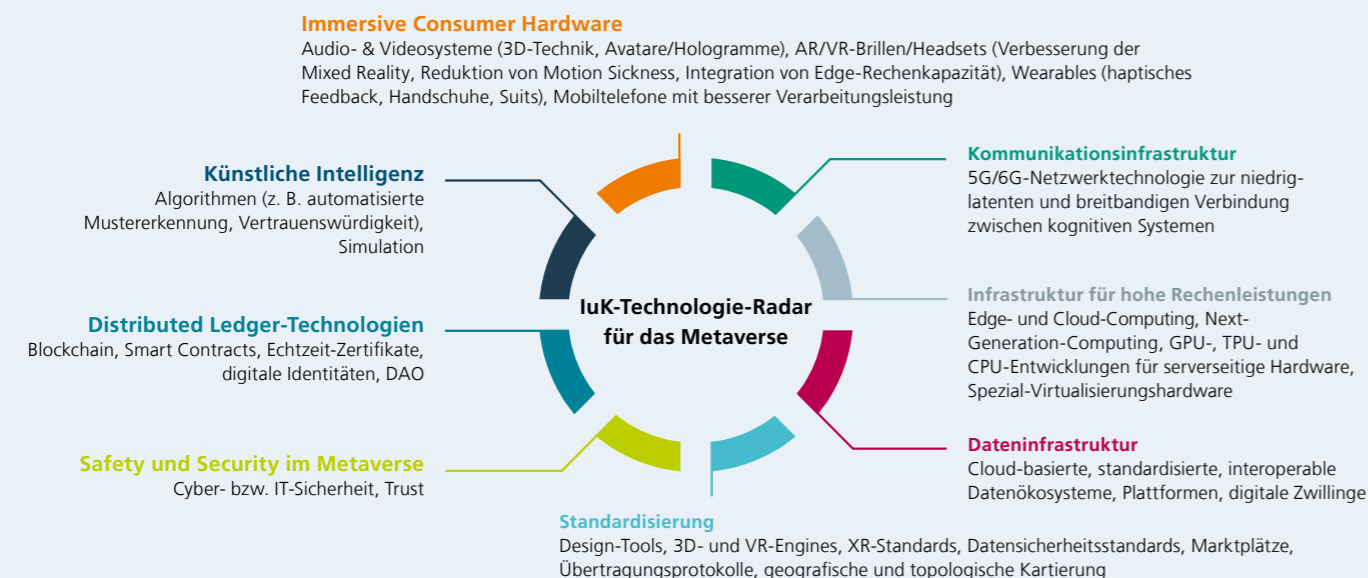 Immersive Consumer Hardware
Audio- & Videosysteme (3D-Technik, Avatare/Hologramme), AR/VR-Brillen/Headsets (Verbesserung der
Mixed Reality, Reduktion von Motion Sickness, Integration von Edge-Rechenkapazität), Wearables (haptisches
Feedback, Handschuhe, Suits), Mobiltelefone mit besserer Verarbeitungsleistung
Kommunikationsinfrastruktur
5G/6G-Netzwerktechnologie zur niedrig-
latenten und breitbandigen Verbindung
zwischen kognitiven Systemen
Infrastruktur für hohe Rechenleistungen
Edge- und Cloud-Computing, Next-
Generation-Computing, GPU-, TPU- und
CPU-Entwicklungen für serverseitige Hardware,
Spezial-Virtualisierungshardware
Dateninfrastruktur
Cloud-basierte, standardisierte, interoperable
Datenökosysteme, Plattformen, digitale Zwillinge
Standardisierung
Design-Tools, 3D- und VR-Engines, XR-Standards, Datensicherheitsstandards, Marktplätze,
Übertragungsprotokolle, geografische und topologische Kartierung
Safety und Security im Metaverse
Cyber- bzw. IT-Sicherheit, Trust
Distributed Ledger-Technologien
Blockchain, Smart Contracts, Echtzeit-Zertifikate,
digitale Identitäten, DAO
Künstliche Intelligenz
Algorithmen (z. B. automatisierte
Mustererkennung, Vertrauenswürdigkeit),
Simulation
IuK-Technologie-Radar
für das Metaverse